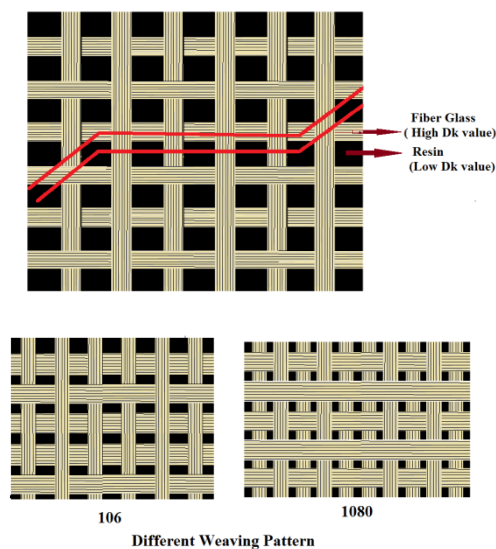 Fiber Glass
( High Dk value)
Resin
(Low Dk value)
106
1080
Different Weaving Pattern